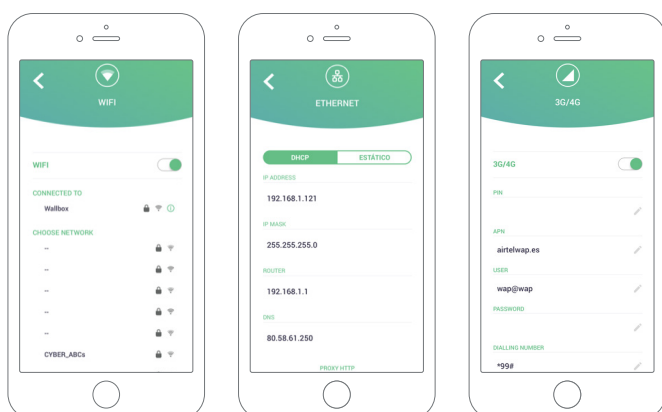 WIFI
WIFI
CONNECTED TO
Wallbox
CHOOSE NETWORK
--
--
--
--
--
CYBER_ABCs
ETHERNET
DHCP ESTÁTICO
IP ADDRESS
192.168.1.121
IP MASK
255.255.255.0
ROUTER
192.168.1.1
DNS
80.58.61.250
PROXY HTTP
3G/4G
3G/4G
PIN
APN
airtelwap.es
USER
wap@wap
PASSWORD
DIALLING NUMBER
*99#